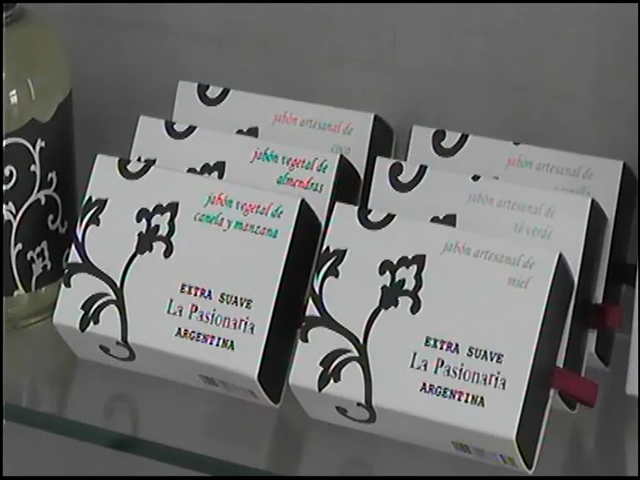 jabón artesanal de
coco
jabón vegetal de
almendras
jabón vegetal de
canela y manzana
EXTRA SUAVE
La Pasionaria
ARGENTINA
jabón artesanal de
jabón artesanal de
té verde
jabón artesanal de
miel
EXTRA SUAVE
La Pasionaria
ARGENTINA